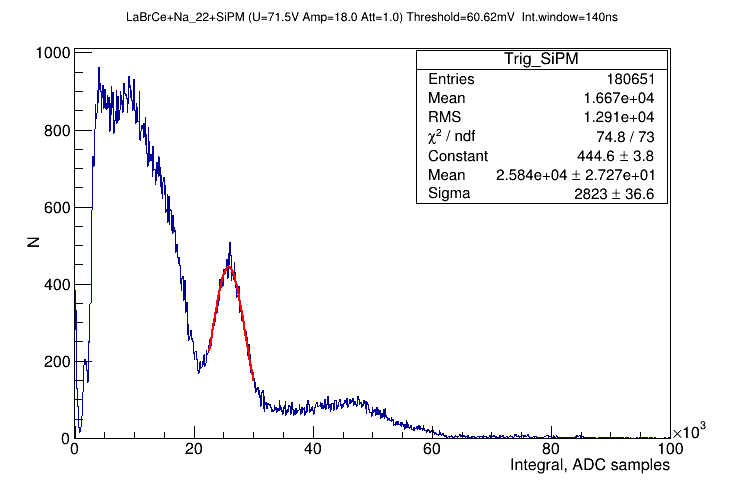 LaBrCe+Na_22+SiPM (U=71.5V Amp=18.0 Att=1.0) Threshold=60.62mV  Int.window=140ns
Trig_SiPM
Entries 180651
Mean 1.667e+04
RMS 1.291e+04
χ² / ndf 74.8 / 73
Constant 444.6 ± 3.8
Mean 2.584e+04 ± 2.727e+01
Sigma 2823 ± 36.6
N
1000
800
600
400
200
0
0 20 40 60 80 100
×10³
Integral, ADC samples